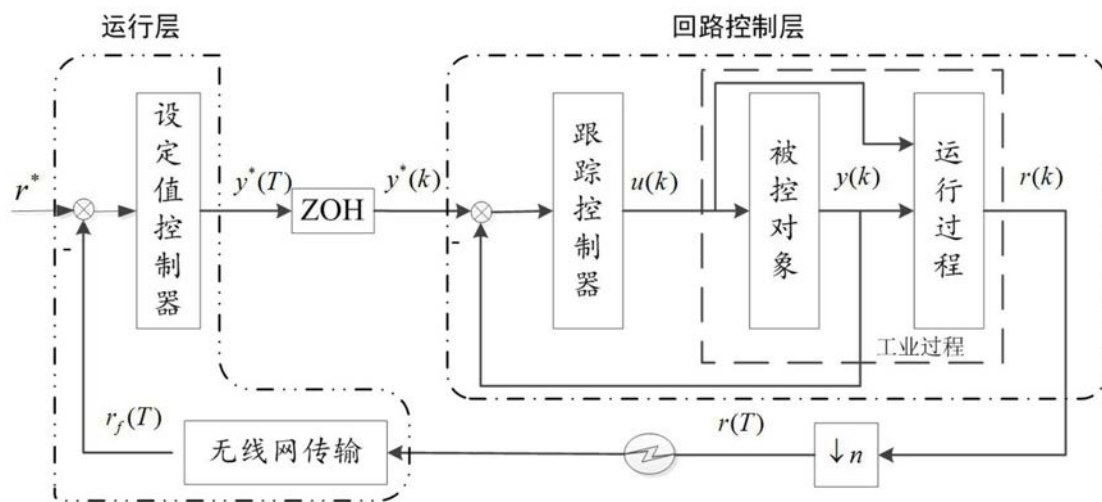 运行层
回路控制层
设定值控制器
跟踪控制器
被控对象
运行过程
r*
y*(T)
ZOH
y*(k)
u(k)
y(k)
r(k)
-
-
工业过程
r_f(T)
无线网传输
r(T)
↓n